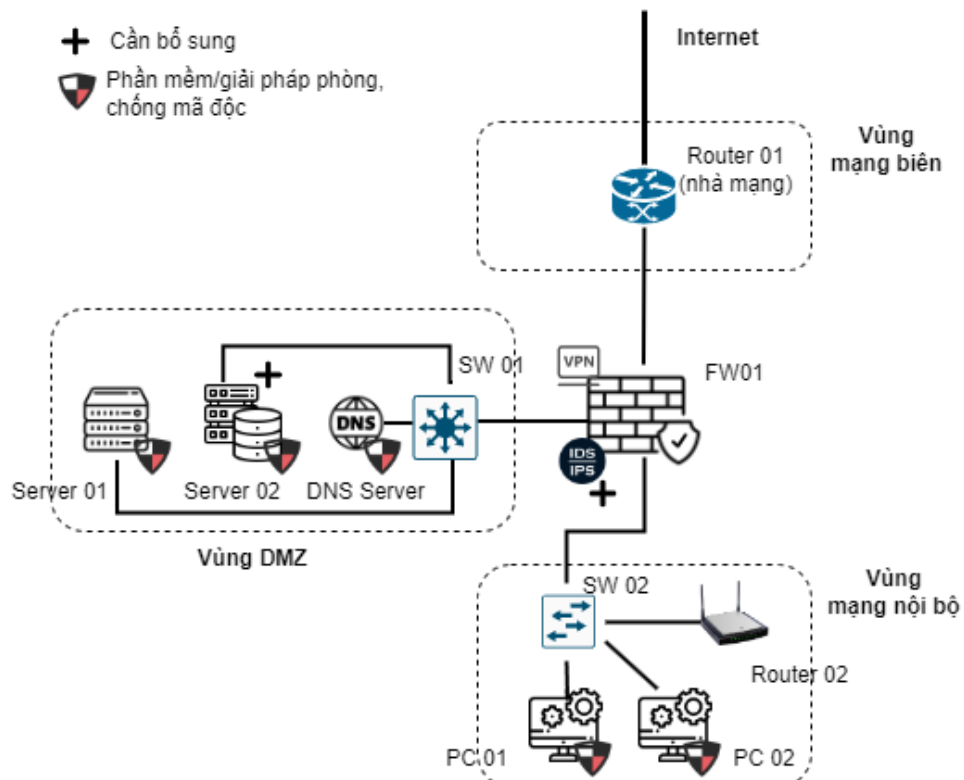 Cần bổ sung
Phần mềm/giải pháp phòng,
chống mã độc
Internet
Vùng
mạng biên
Router 01
(nhà mạng)
SW 01
VPN
FW01
DNS
IDS
IPS
Server 01
Server 02
DNS Server
Vùng DMZ
SW 02
Vùng
mạng nội bộ
Router 02
PC 01
PC 02